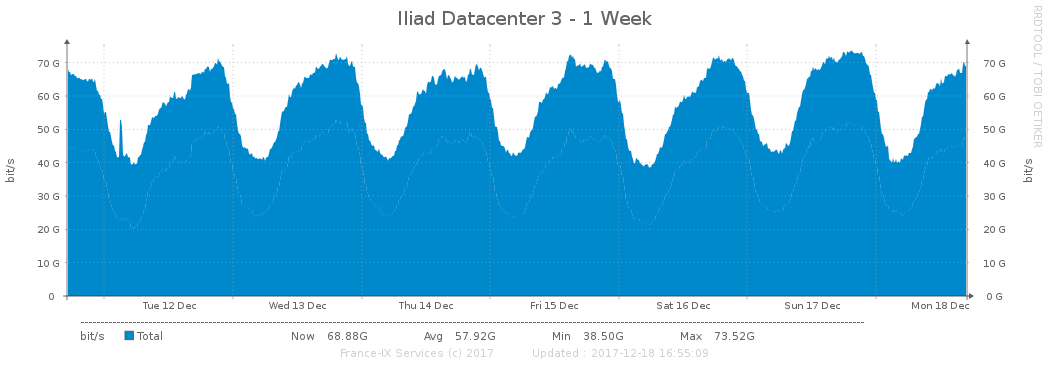 Iliad Datacenter 3 - 1 Week
RRDTOOL / TOBI OETIKER
bit/s
70 G
60 G
50 G
40 G
30 G
20 G
10 G
0
70 G
60 G
50 G
40 G
30 G
20 G
10 G
0 G
bit/s
Tue 12 Dec Wed 13 Dec Thu 14 Dec Fri 15 Dec Sat 16 Dec Sun 17 Dec Mon 18 Dec
bit/s Total Now 68.88G Avg 57.92G Min 38.50G Max 73.52G
France-IX Services (c) 2017 Updated : 2017-12-18 16:55:09